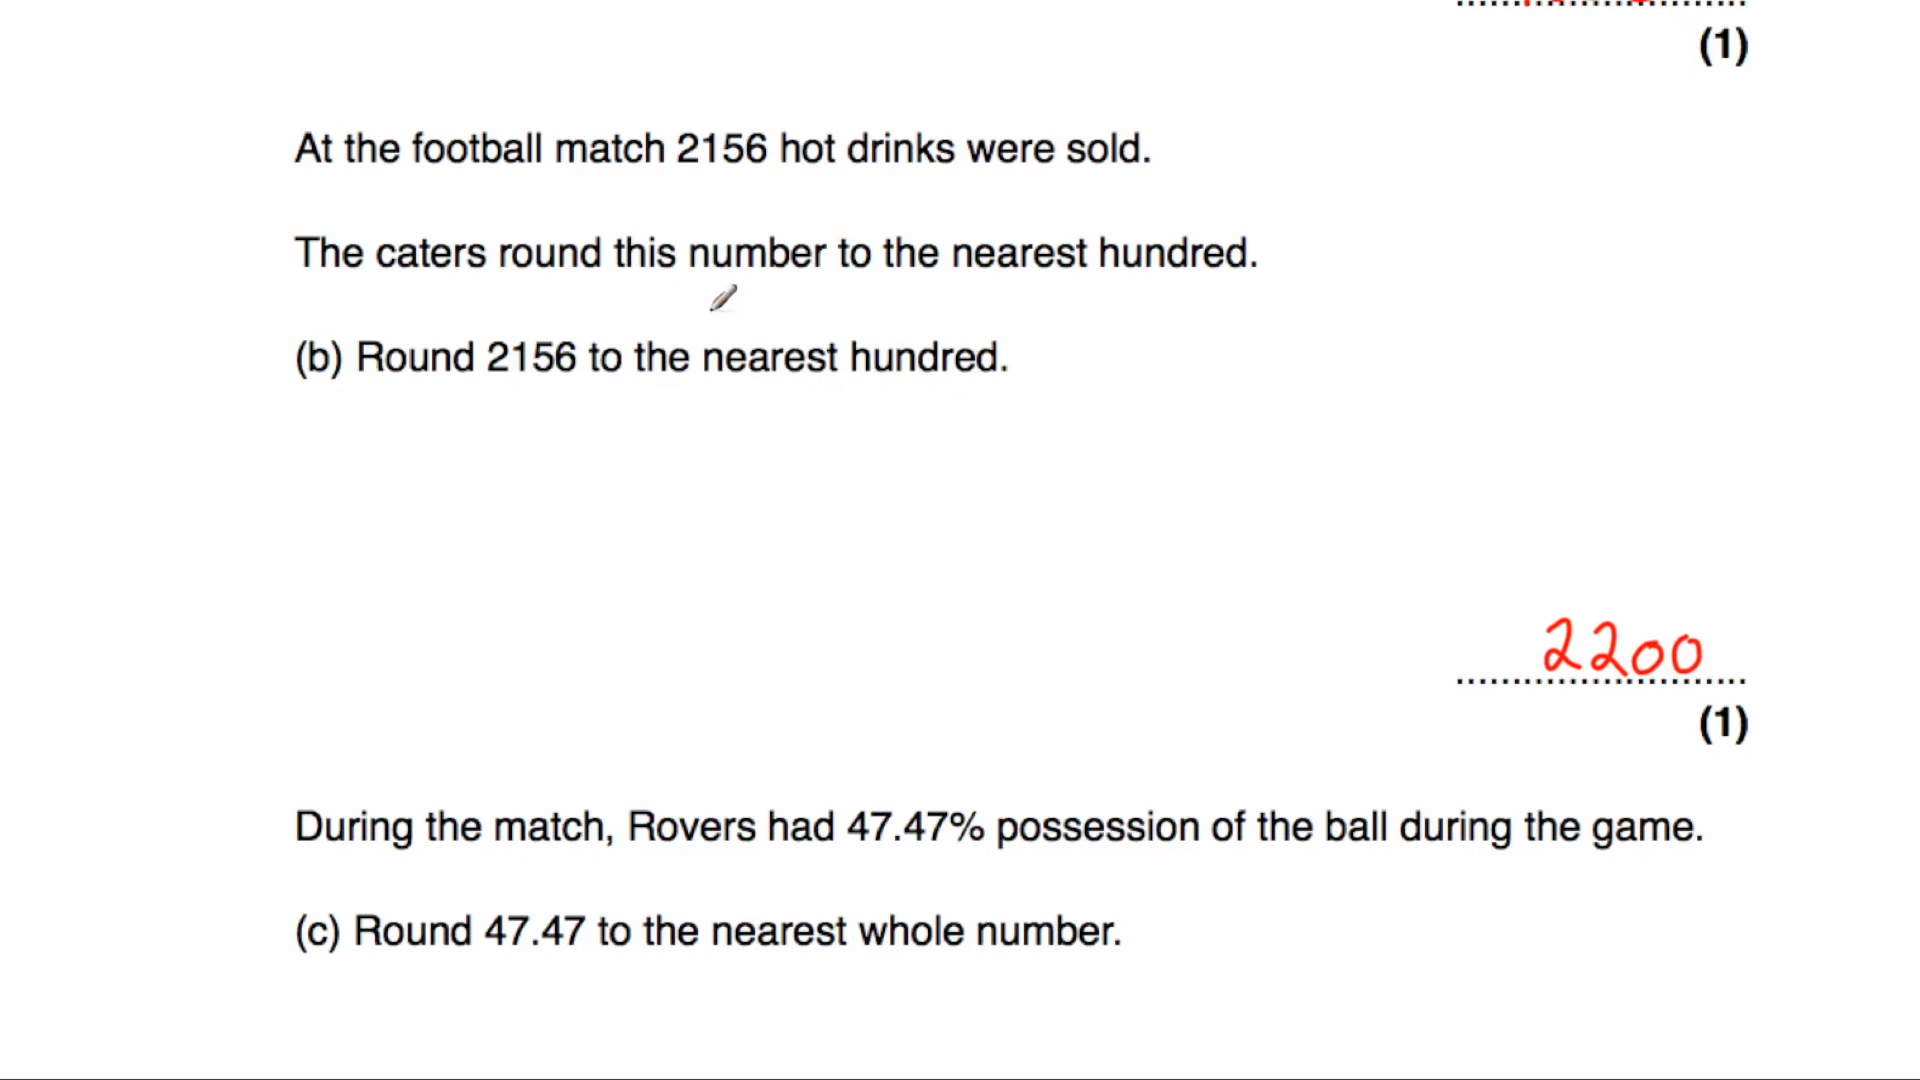 (1)
At the football match 2156 hot drinks were sold.
The caters round this number to the nearest hundred.
(b) Round 2156 to the nearest hundred.
2200
(1)
During the match, Rovers had 47.47% possession of the ball during the game.
(c) Round 47.47 to the nearest whole number.